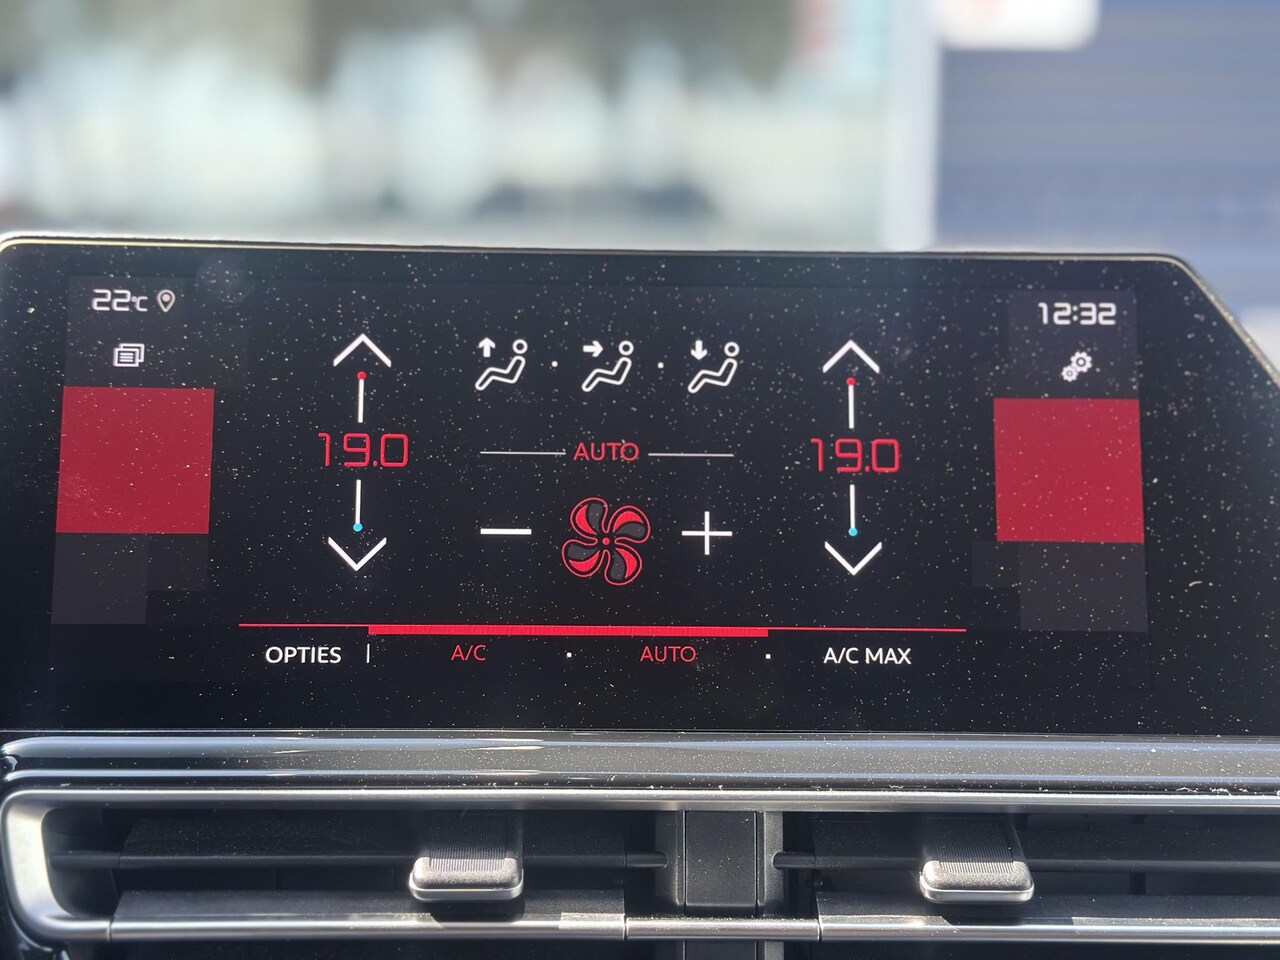 22°C
12:32
19.0
AUTO
19.0
OPTIES | A/C · AUTO · A/C MAX